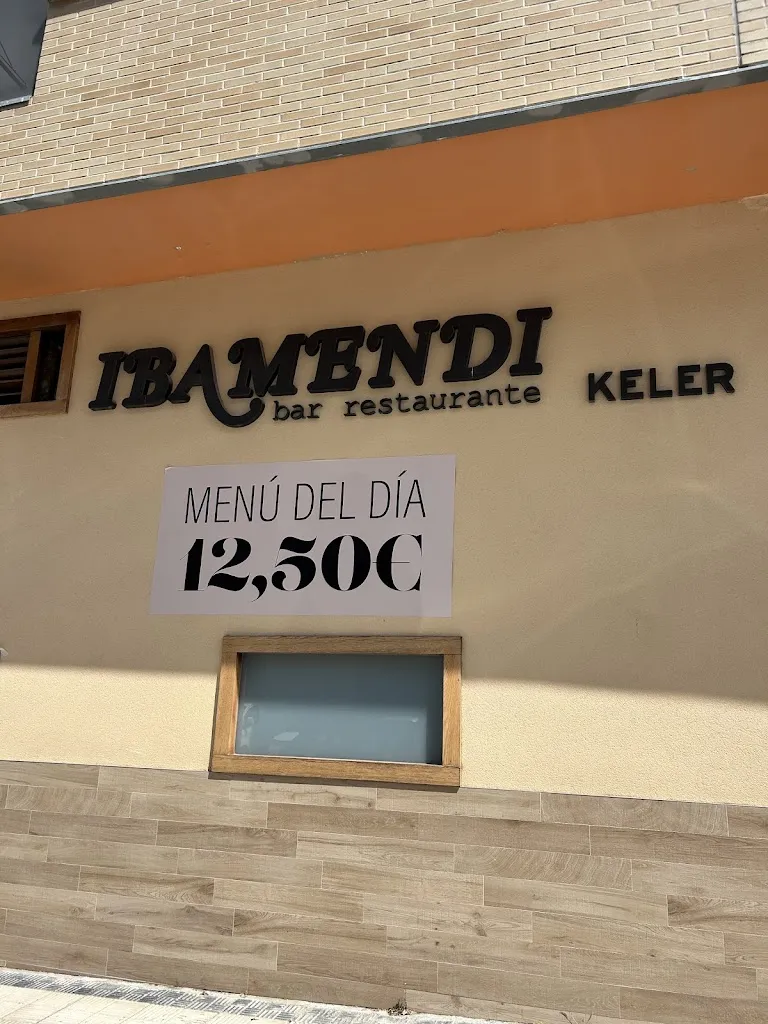 IBAMENDI
bar restaurante
KELER
MENÚ DEL DÍA
12,50€